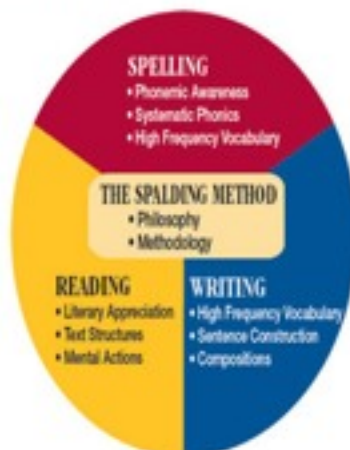 SPELLING
• Phonemic Awareness
• Systematic Phonics
• High Frequency Vocabulary
THE SPALDING METHOD
• Philosophy
• Methodology
READING
• Literary Appreciation
• Text Structures
• Mental Actions
WRITING
• High Frequency Vocabulary
• Sentence Construction
• Compositions